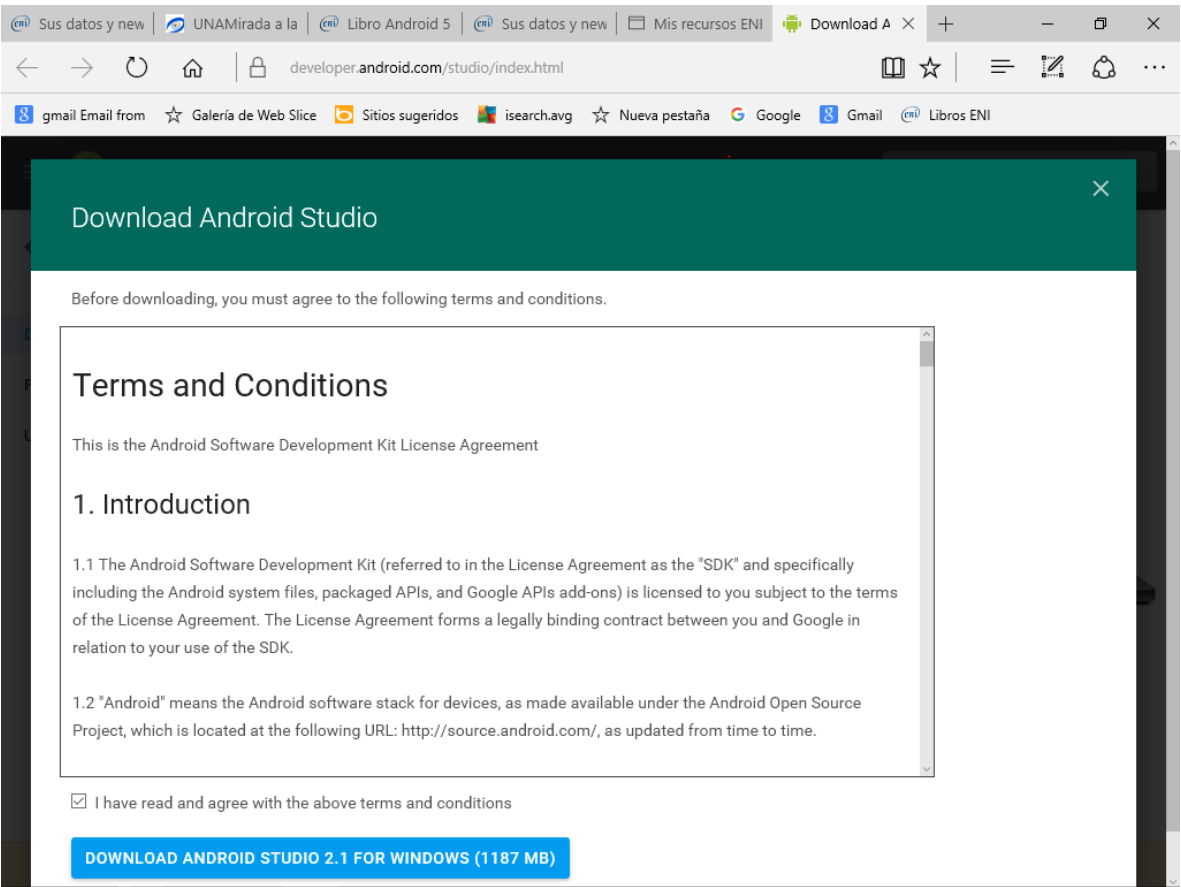 Sus datos y new UNAMirada a la Libro Android 5 Sus datos y new Mis recursos ENI Download A
developer.android.com/studio/index.html
gmail Email from Galería de Web Slice Sitios sugeridos isearch.avg Nueva pestaña Google Gmail Libros ENI
Download Android Studio
Before downloading, you must agree to the following terms and conditions.
Terms and Conditions
This is the Android Software Development Kit License Agreement
1. Introduction
1.1 The Android Software Development Kit (referred to in the License Agreement as the "SDK" and specifically
including the Android system files, packaged APIs, and Google APIs add-ons) is licensed to you subject to the terms
of the License Agreement. The License Agreement forms a legally binding contract between you and Google in
relation to your use of the SDK.
1.2 "Android" means the Android software stack for devices, as made available under the Android Open Source
Project, which is located at the following URL: http://source.android.com/, as updated from time to time.
I have read and agree with the above terms and conditions
DOWNLOAD ANDROID STUDIO 2.1 FOR WINDOWS (1187 MB)